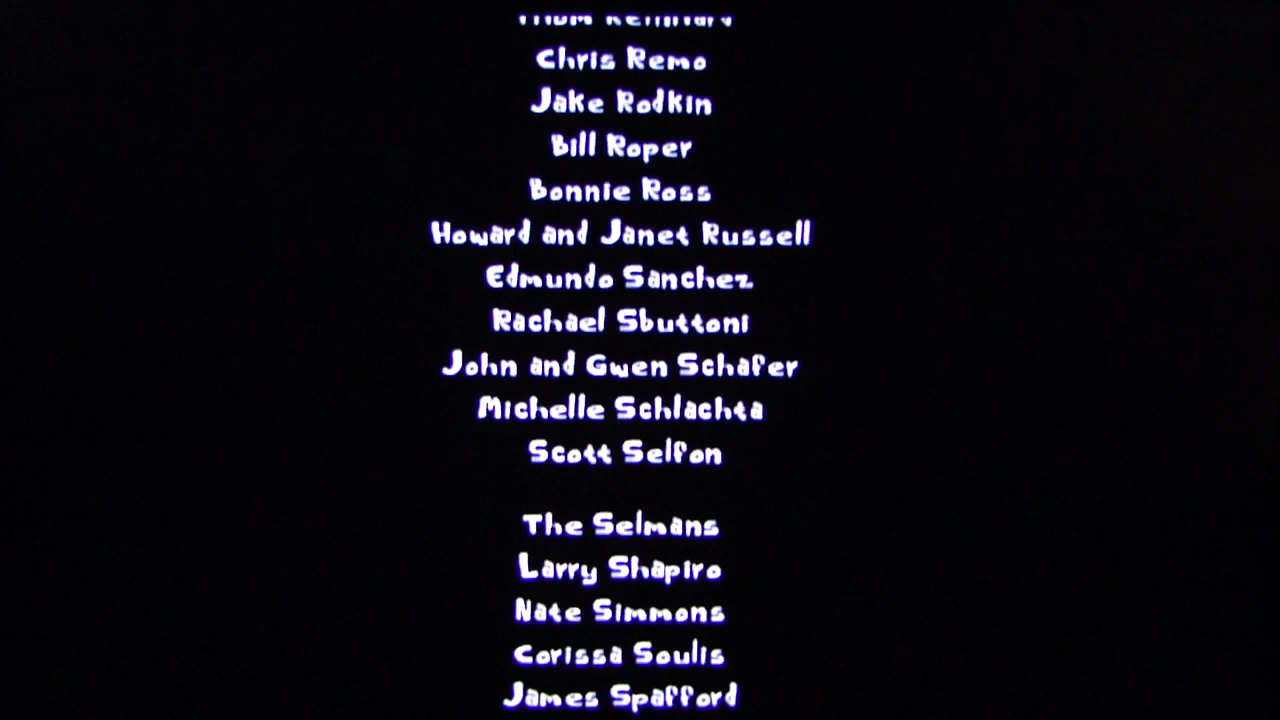 Chris Remo
Jake Rodkin
Bill Roper
Bonnie Ross
Howard and Janet Russell
Edmundo Sanchez
Rachael Sbuttoni
John and Gwen Schafer
Michelle Schlachta
Scott Selfon
The Selmans
Larry Shapiro
Nate Simmons
Corissa Soulis
James Spafford